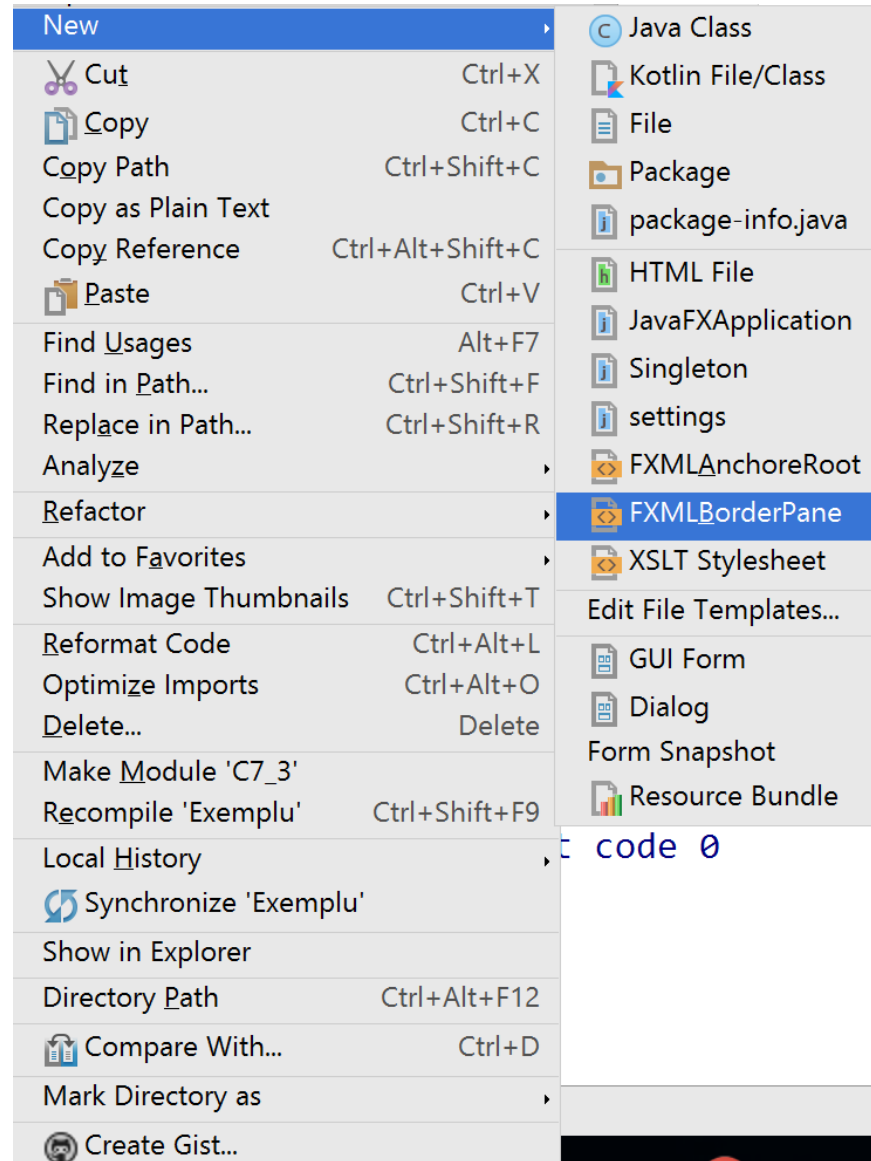 New
Cut Ctrl+X
Copy Ctrl+C
Copy Path Ctrl+Shift+C
Copy as Plain Text
Copy Reference Ctrl+Alt+Shift+C
Paste Ctrl+V
Find Usages Alt+F7
Find in Path... Ctrl+Shift+F
Replace in Path... Ctrl+Shift+R
Analyze
Refactor
Add to Favorites
Show Image Thumbnails Ctrl+Shift+T
Reformat Code Ctrl+Alt+L
Optimize Imports Ctrl+Alt+O
Delete... Delete
Make Module 'C7_3'
Recompile 'Exemplu' Ctrl+Shift+F9
Local History
Synchronize 'Exemplu'
Show in Explorer
Directory Path Ctrl+Alt+F12
Compare With... Ctrl+D
Mark Directory as
Create Gist...
Java Class
Kotlin File/Class
File
Package
package-info.java
HTML File
JavaFXApplication
Singleton
settings
FXMLAnchoreRoot
FXMLBorderPane
XSLT Stylesheet
Edit File Templates...
GUI Form
Dialog
Form Snapshot
Resource Bundle
t code 0